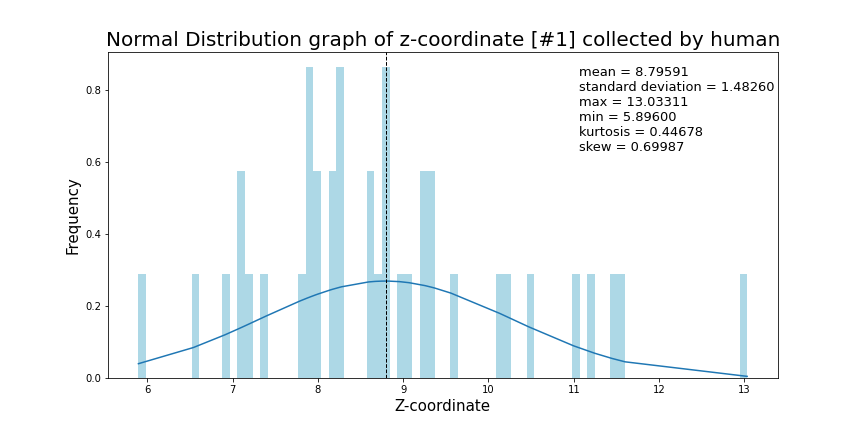 Normal Distribution graph of z-coordinate [#1] collected by human
mean = 8.79591
standard deviation = 1.48260
max = 13.03311
min = 5.89600
kurtosis = 0.44678
skew = 0.69987
Frequency
0.8
0.6
0.4
0.2
0.0
6 7 8 9 10 11 12 13
Z-coordinate